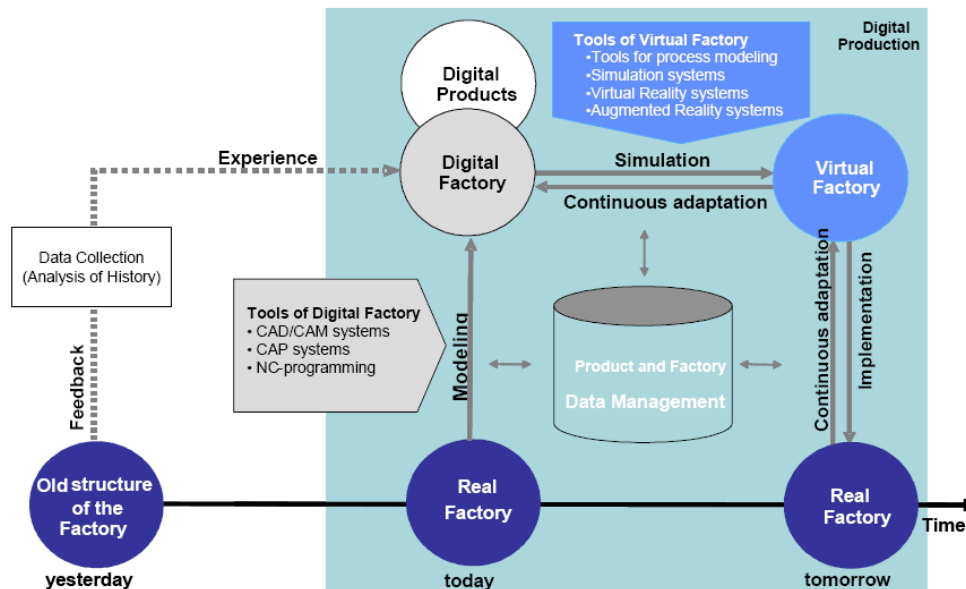 Digital
Production
Tools of Virtual Factory
•Tools for process modeling
•Simulation systems
•Virtual Reality systems
•Augmented Reality systems
Digital
Products
Experience
Digital
Factory
Simulation
Continuous adaptation
Virtual
Factory
Data Collection
(Analysis of History)
Feedback
Tools of Digital Factory
• CAD/CAM systems
• CAP systems
• NC-programming
Modeling
Product and Factory
Data Management
Continuous adaptation
Implementation
Old structure
of the
Factory
Real
Factory
Real
Factory
Time
yesterday
today
tomorrow